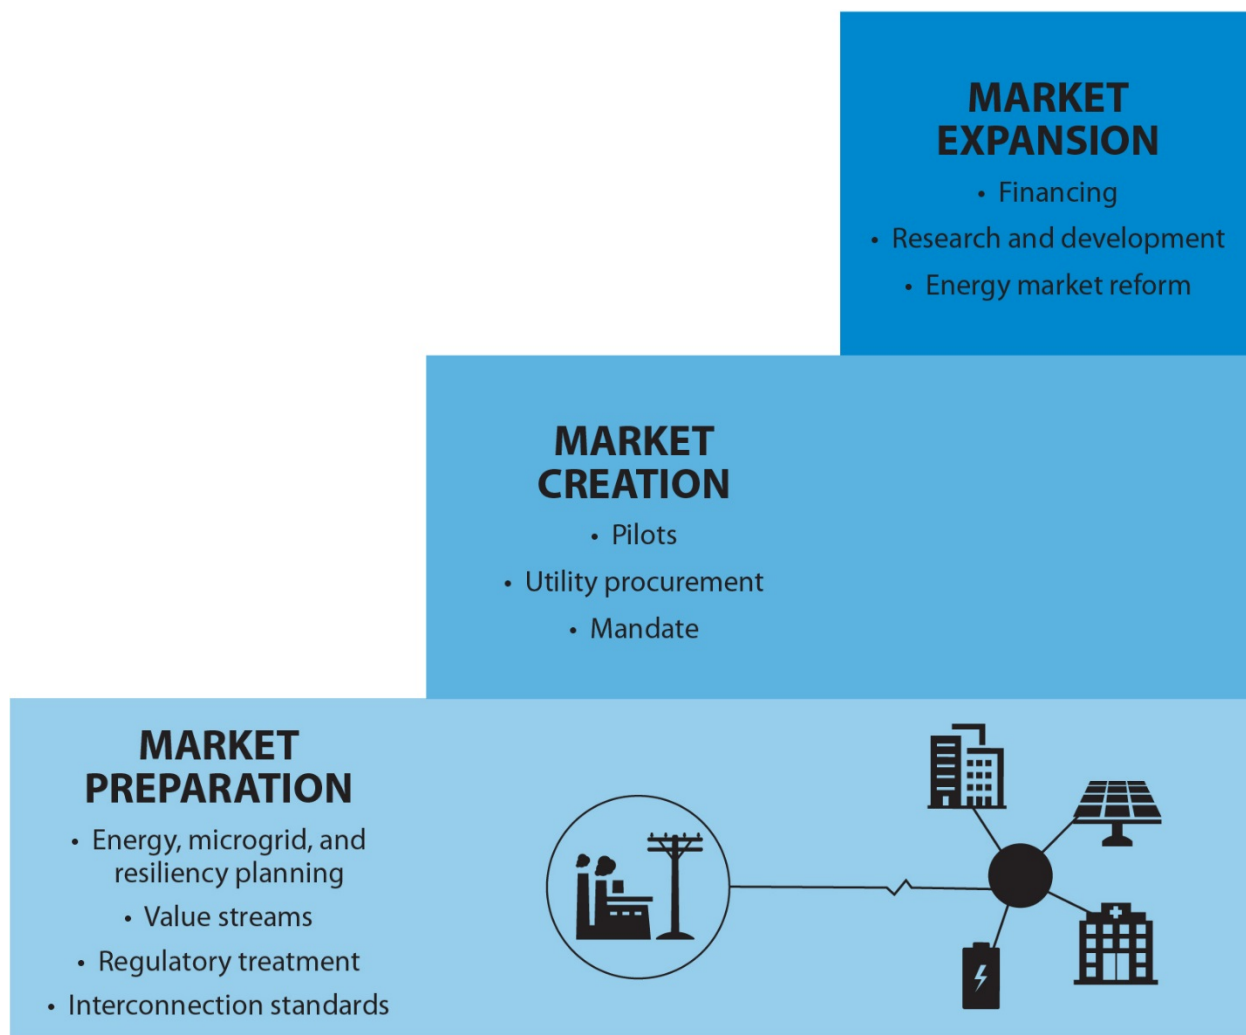 MARKET
EXPANSION
• Financing
• Research and development
• Energy market reform
MARKET
CREATION
• Pilots
• Utility procurement
• Mandate
MARKET
PREPARATION
• Energy, microgrid, and
resiliency planning
• Value streams
• Regulatory treatment
• Interconnection standards